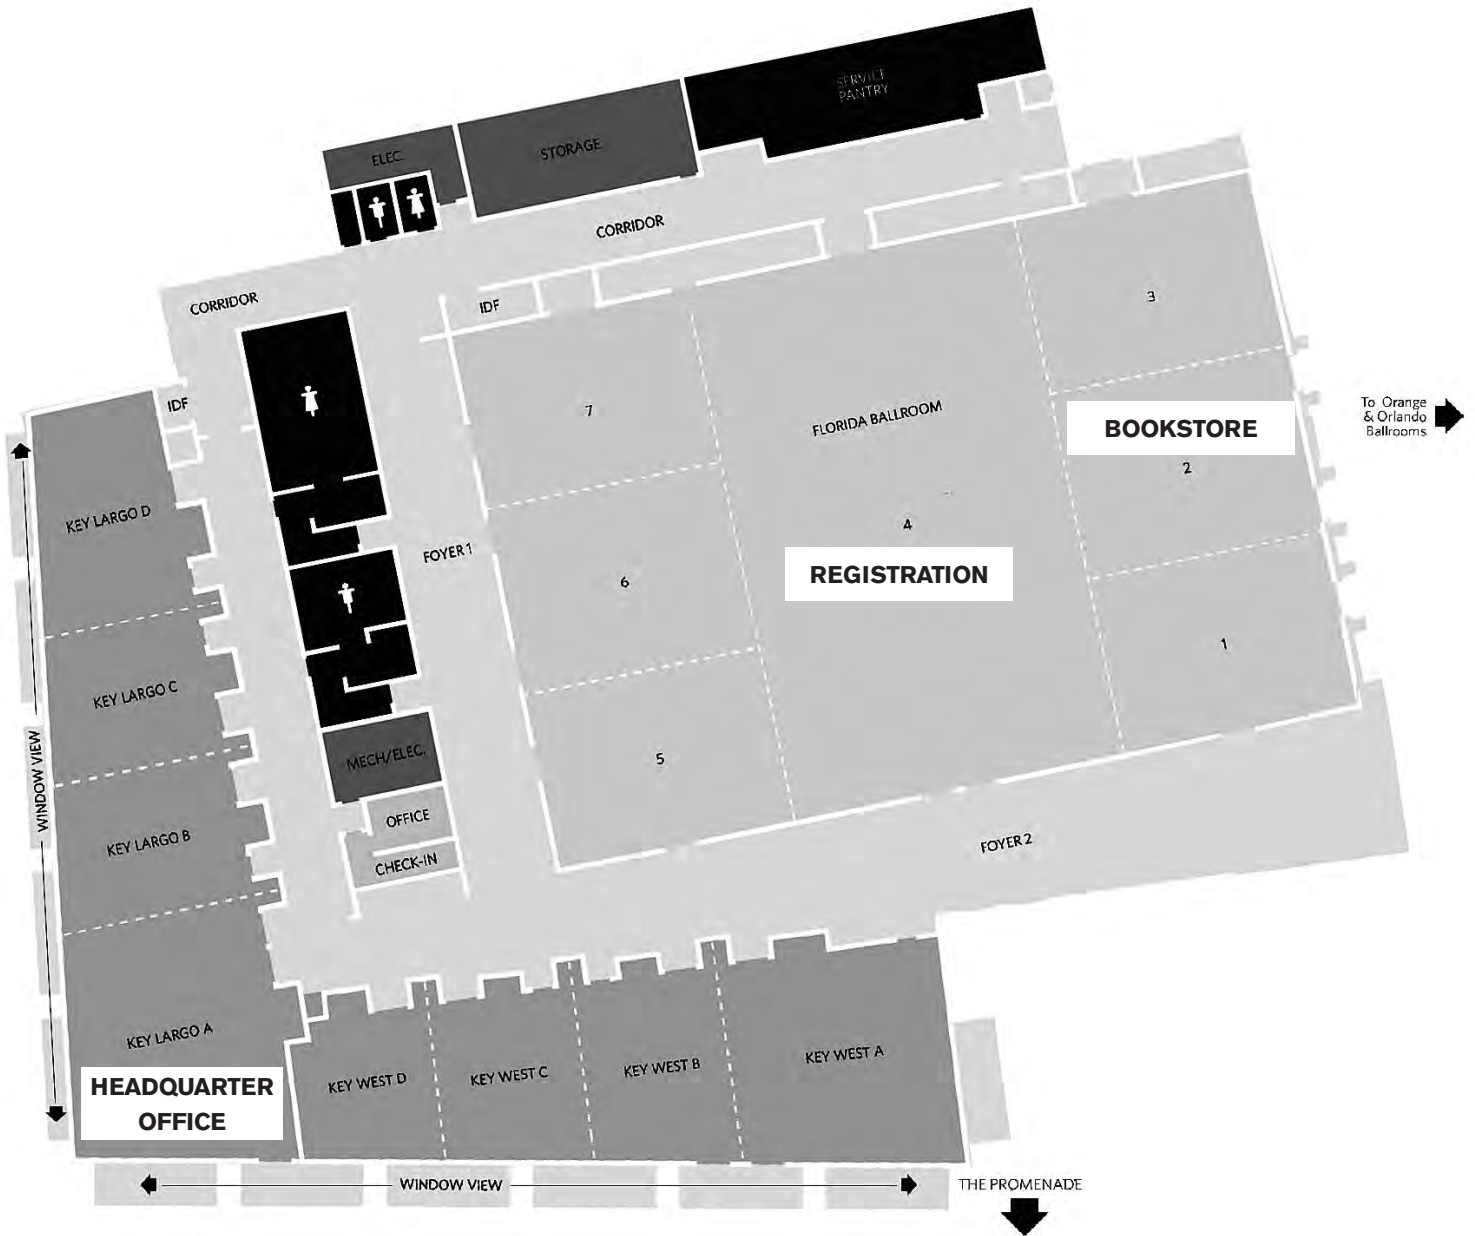 SERVICE
PANTRY
ELEC.
STORAGE
CORRIDOR
CORRIDOR
IDF
3
IDF
7
FLORIDA BALLROOM
BOOKSTORE
To Orange
& Orlando
Ballrooms
2
KEY LARGO D
4
FOYER 1
REGISTRATION
6
1
KEY LARGO C
WINDOW VIEW
MECH/ELEC.
5
OFFICE
KEY LARGO B
CHECK-IN
FOYER 2
KEY LARGO A
KEY WEST D
KEY WEST C
KEY WEST B
KEY WEST A
HEADQUARTER
OFFICE
WINDOW VIEW
THE PROMENADE